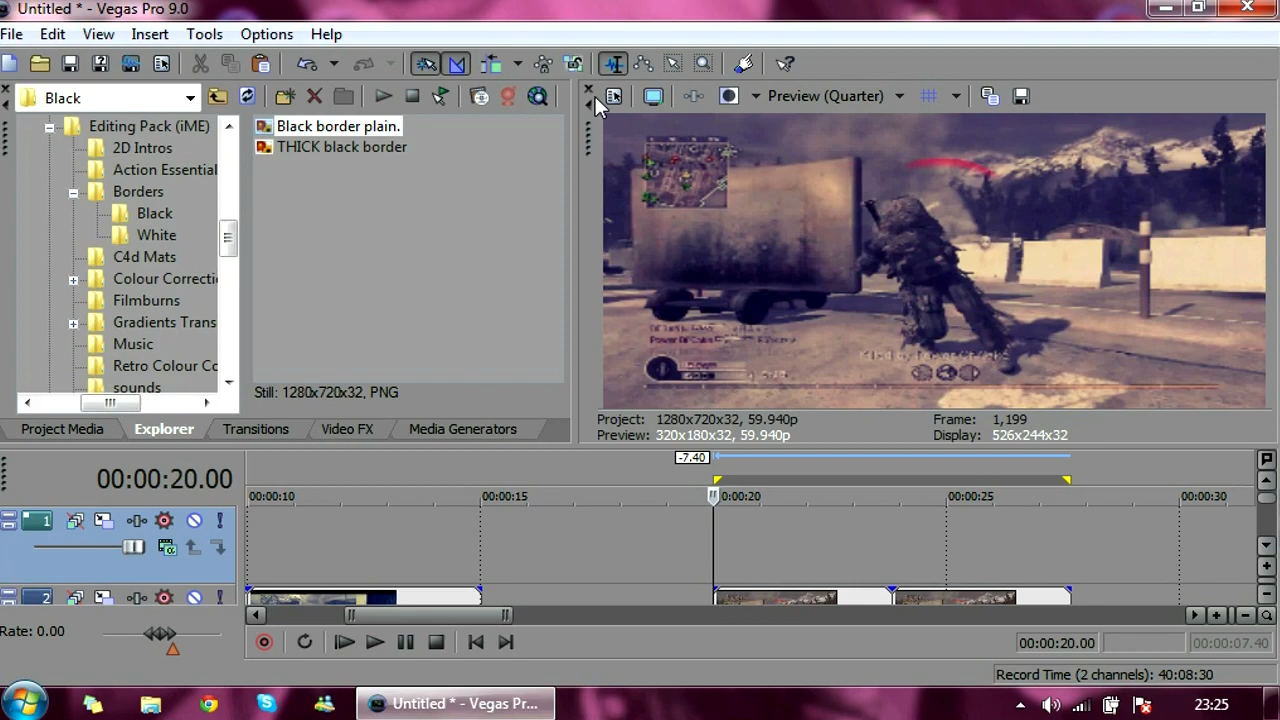 Untitled * - Vegas Pro 9.0
File Edit View Insert Tools Options Help
Black
Preview (Quarter)
Editing Pack (iME)
2D Intros
Action Essential
Borders
Black
White
C4d Mats
Colour Correcti
Filmburns
Gradients Trans
Music
Retro Colour Co
sounds
Black border plain.
THICK black border
Still: 1280x720x32, PNG
Project Media Explorer Transitions Video FX Media Generators
Project: 1280x720x32, 59.940p
Preview: 320x180x32, 59.940p
Frame: 1,199
Display: 526x244x32
-7.40
00:00:20.00
00:00:10 00:00:15 0:00:20 00:00:25 00:00:30
1
2
Rate: 0.00
00:00:20.00 00:00:07.40
Record Time (2 channels): 40:08:30
Untitled * - Vegas Pr...
23:25